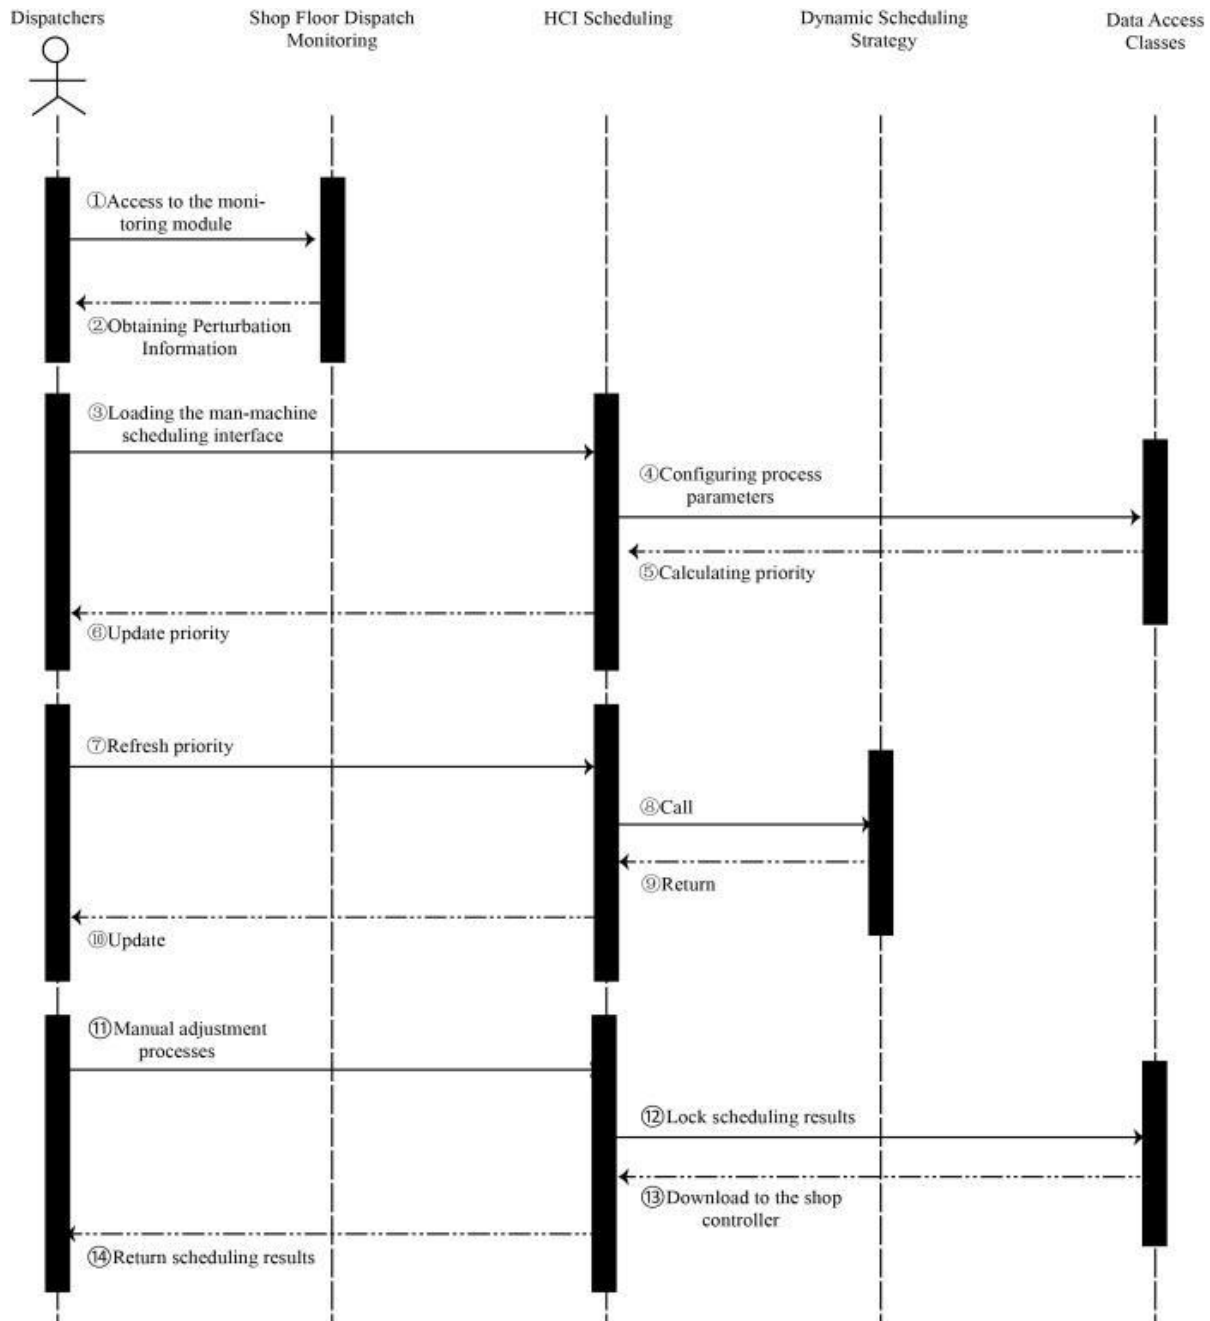 Dispatchers
Shop Floor Dispatch
Monitoring
HCI Scheduling
Dynamic Scheduling
Strategy
Data Access
Classes
①Access to the moni-
toring module
②Obtaining Perturbation
Information
③Loading the man-machine
scheduling interface
④Configuring process
parameters
⑤Calculating priority
⑥Update priority
⑦Refresh priority
⑧Call
⑨Return
⑩Update
⑪Manual adjustment
processes
⑫Lock scheduling results
⑬Download to the shop
controller
⑭Return scheduling results